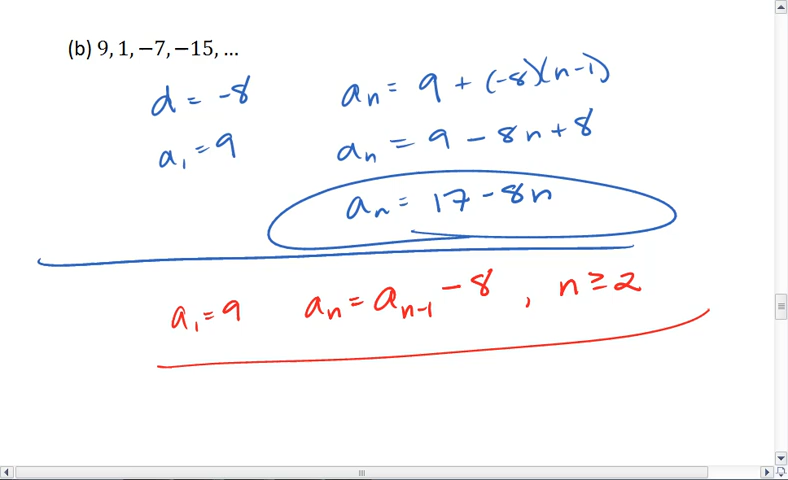 (b) 9, 1, −7, −15, ...
d = -8 aₙ = 9 + (-8)(n-1)
a₁ = 9 aₙ = 9 - 8n + 8
aₙ = 17 - 8n
a₁ = 9 aₙ = aₙ₋₁ - 8 , n ≥ 2